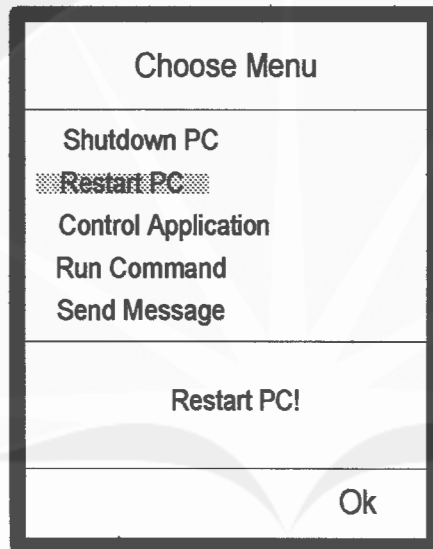 Choose Menu
Shutdown PC
Restart PC
Control Application
Run Command
Send Message
Restart PC!
Ok